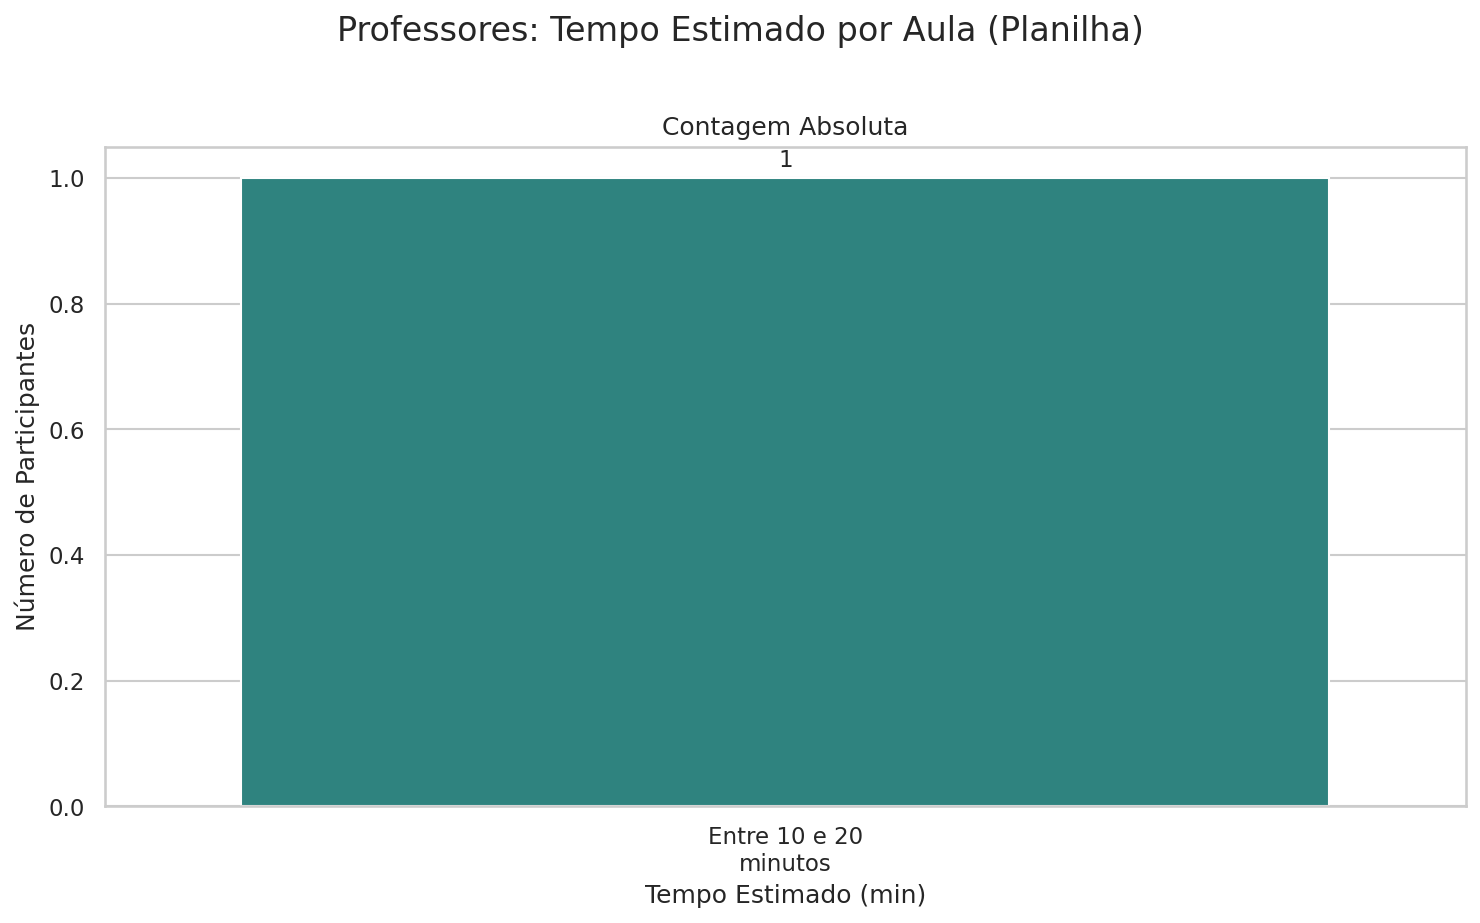 Professores: Tempo Estimado por Aula (Planilha)
Contagem Absoluta
1
1.0
0.8
0.6
0.4
0.2
0.0
Número de Participantes
Entre 10 e 20
minutos
Tempo Estimado (min)